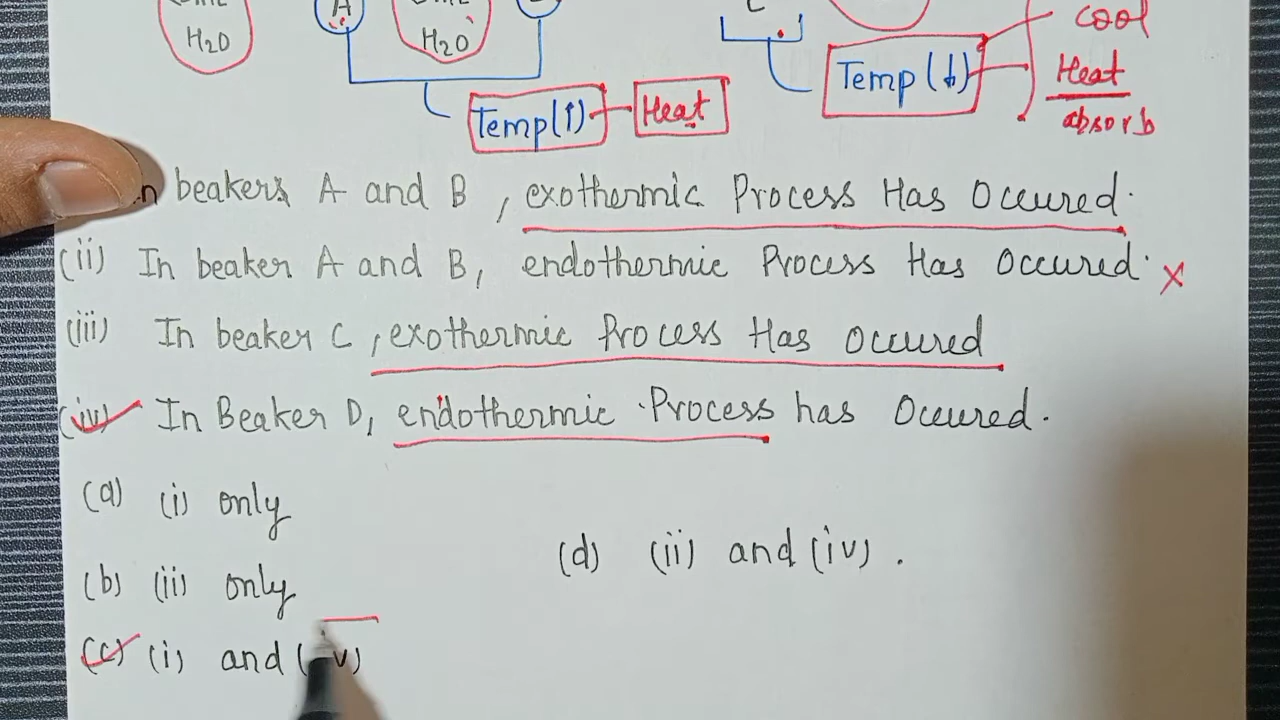 H2O
A
H2O
Temp(↑)
Heat
Temp(↓)
cool
Heat
absorb
beakers A and B, exothermic Process Has Occured.
(ii) In beaker A and B, endothermic Process Has Occured. ×
(iii) In beaker C, exothermic Process Has Occured
(iv) In Beaker D, endothermic Process has Occured.
(a) (i) only
(b) (ii) only
(c) (i) and
(d) (ii) and (iv).